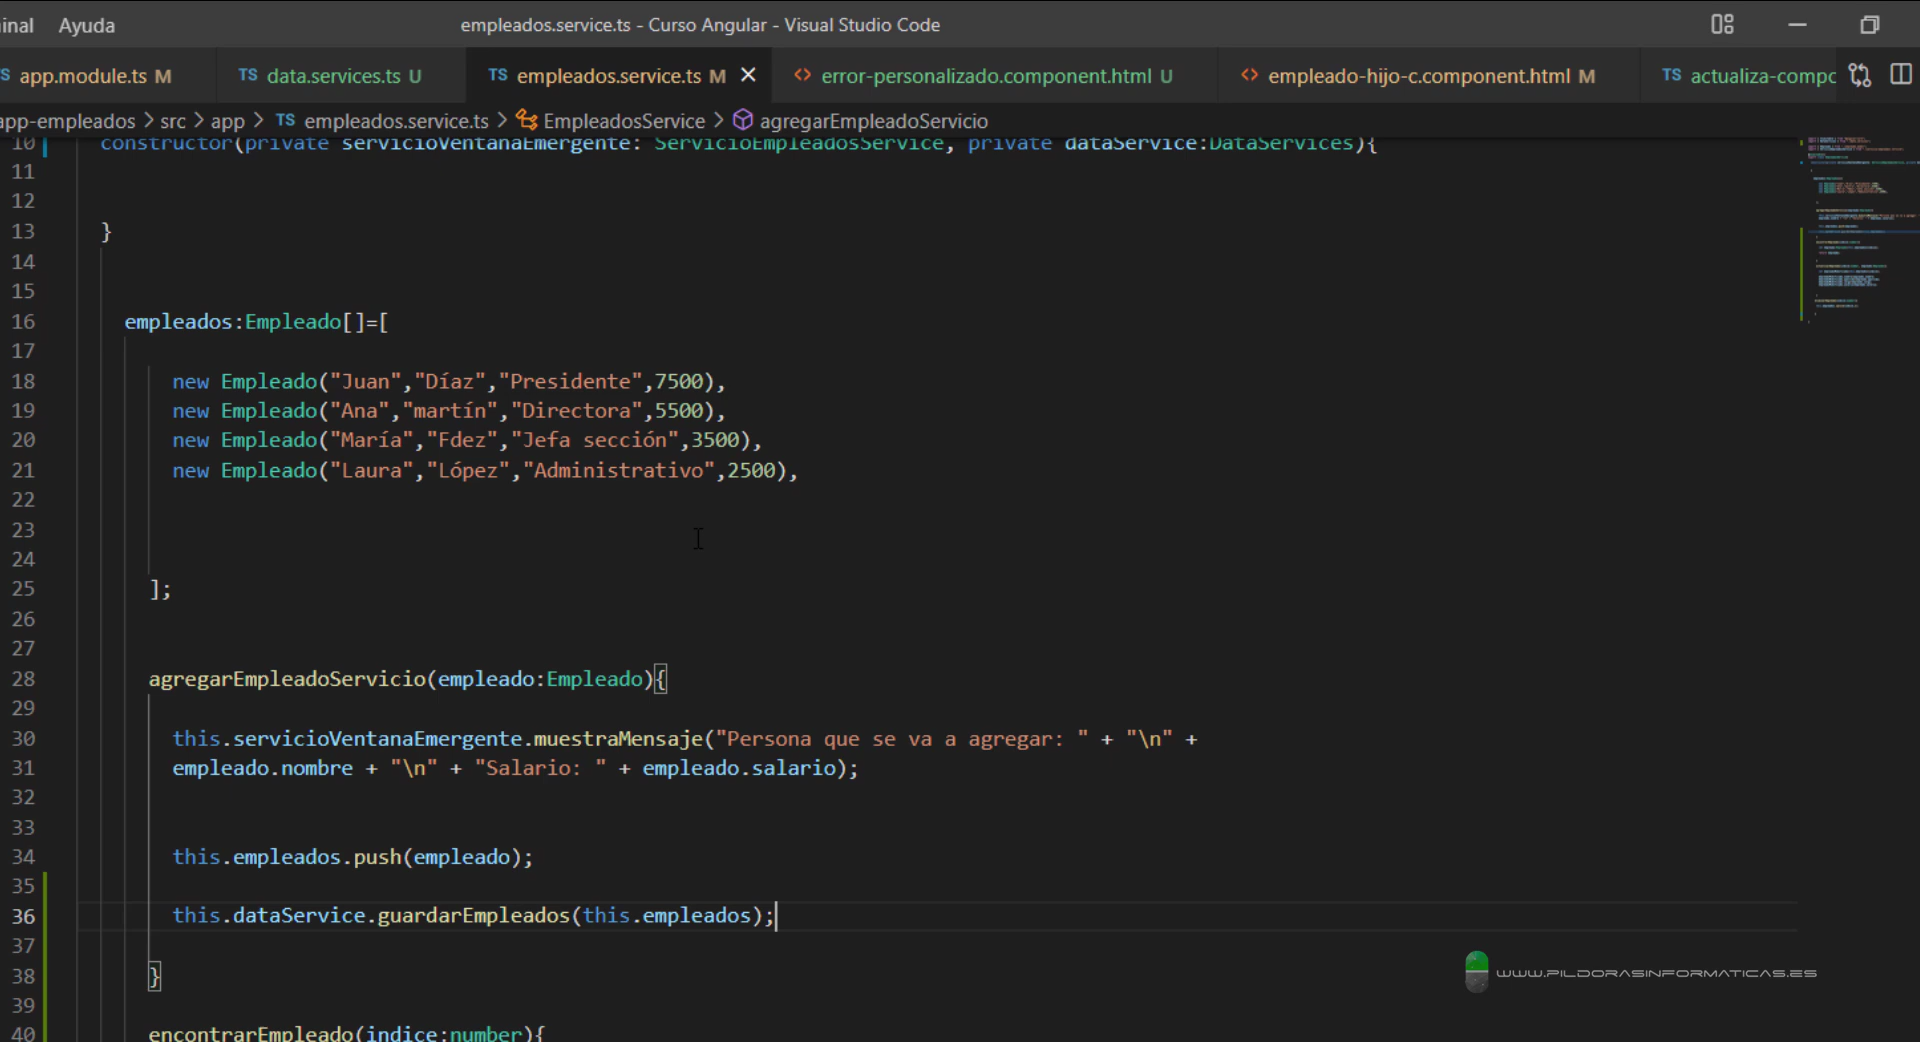 inal Ayuda empleados.service.ts - Curso Angular - Visual Studio Code
app.module.ts M TS data.services.ts U TS empleados.service.ts M × <> error-personalizado.component.html U <> empleado-hijo-c.component.html M TS actualiza-compo
app-empleados > src > app > TS empleados.service.ts > EmpleadosService > agregarEmpleadoServicio
10 constructor(private servicioVentanaEmergente: ServicioEmpleadosService, private dataService:DataServices){
11
12
13 }
14
15
16 empleados:Empleado[]=[
17
18 new Empleado("Juan","Díaz","Presidente",7500),
19 new Empleado("Ana","martín","Directora",5500),
20 new Empleado("María","Fdez","Jefa sección",3500),
21 new Empleado("Laura","López","Administrativo",2500),
22
23
24
25 ];
26
27
28 agregarEmpleadoServicio(empleado:Empleado){
29
30 this.servicioVentanaEmergente.muestraMensaje("Persona que se va a agregar: " + "\n" +
31 empleado.nombre + "\n" + "Salario: " + empleado.salario);
32
33
34 this.empleados.push(empleado);
35
36 this.dataService.guardarEmpleados(this.empleados);
37
38 }
39
40 encontrarEmpleado(indice:number){
WWW.PILDORASINFORMATICAS.ES